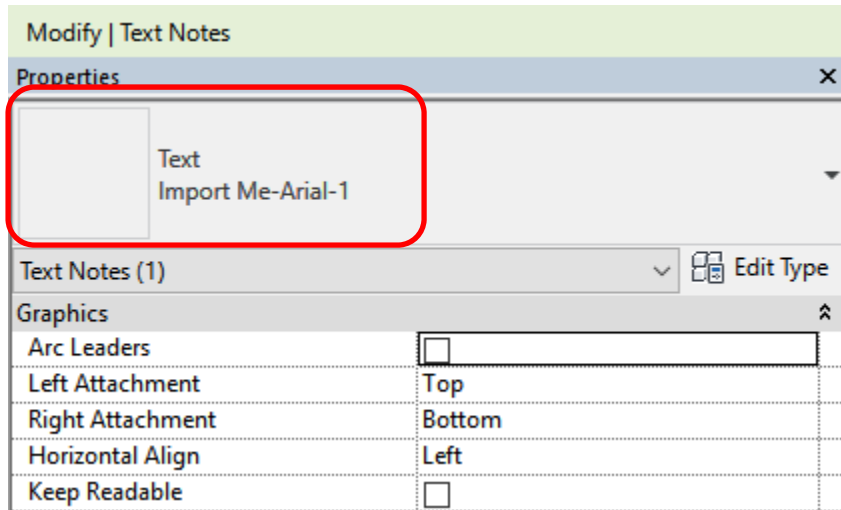 Modify | Text Notes
Properties
Text
Import Me-Arial-1
Text Notes (1)
Edit Type
Graphics
Arc Leaders
Left Attachment Top
Right Attachment Bottom
Horizontal Align Left
Keep Readable